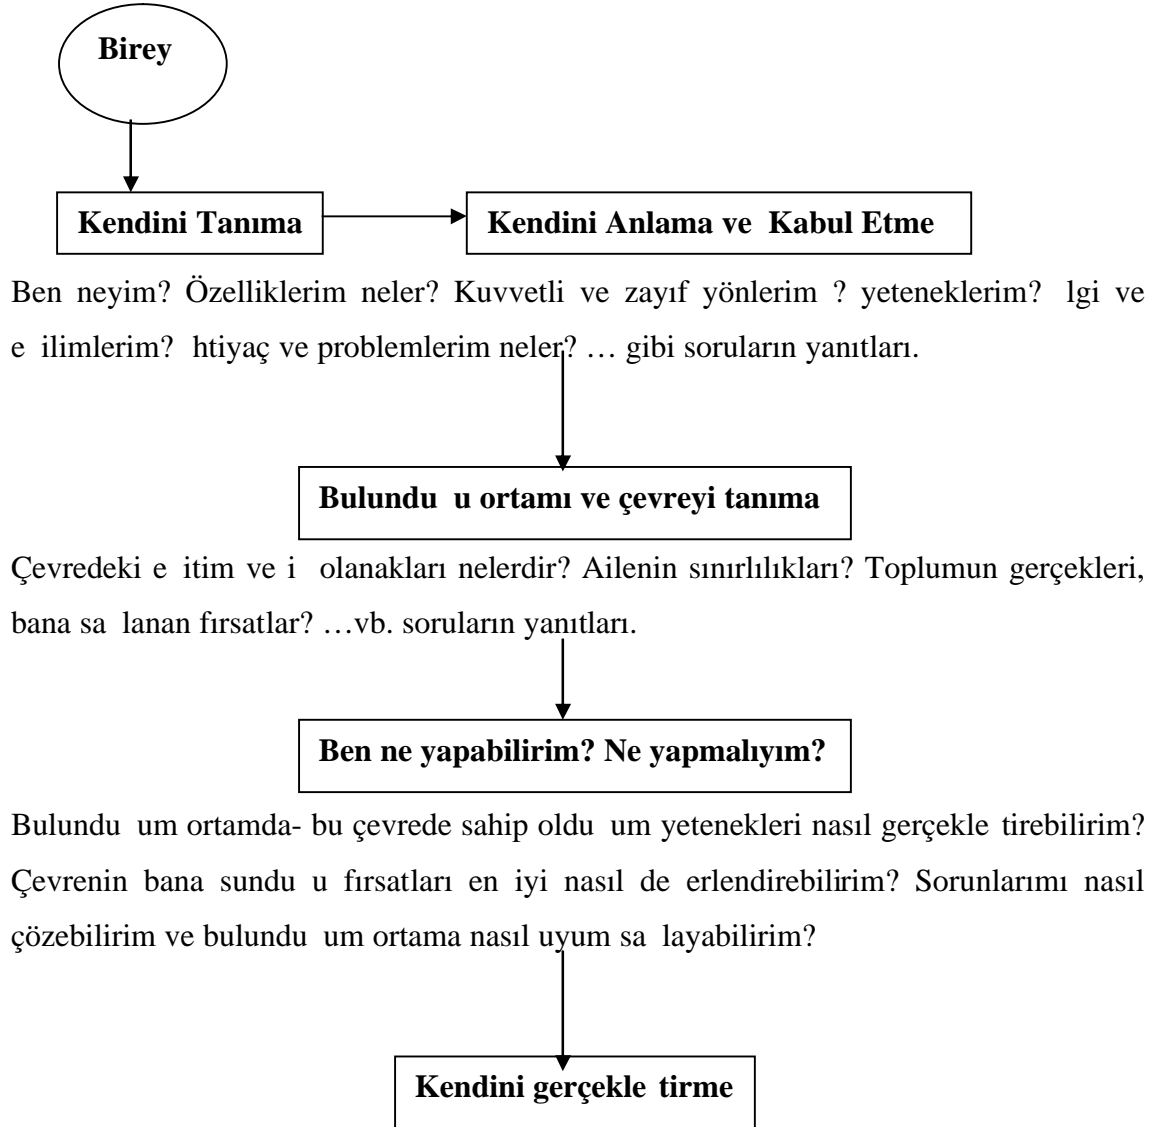 Birey
Kendini Tanıma
Kendini Anlama ve Kabul Etme
Ben neyim? Özelliklerim neler? Kuvvetli ve zayıf yönlerim ? yeteneklerim? lgi ve
e ilimlerim? htiyaç ve problemlerim neler? … gibi soruların yanıtları.
Bulundu u ortamı ve çevreyi tanıma
Çevredeki e itim ve i olanakları nelerdir? Ailenin sınırlılıkları? Toplumun gerçekleri,
bana sa lanan fırsatlar? …vb. soruların yanıtları.
Ben ne yapabilirim? Ne yapmalıyım?
Bulundu um ortamda- bu çevrede sahip oldu um yetenekleri nasıl gerçekle tirebilirim?
Çevrenin bana sundu u fırsatları en iyi nasıl de erlendirebilirim? Sorunlarımı nasıl
çözebilirim ve bulundu um ortama nasıl uyum sa layabilirim?
Kendini gerçekle tirme